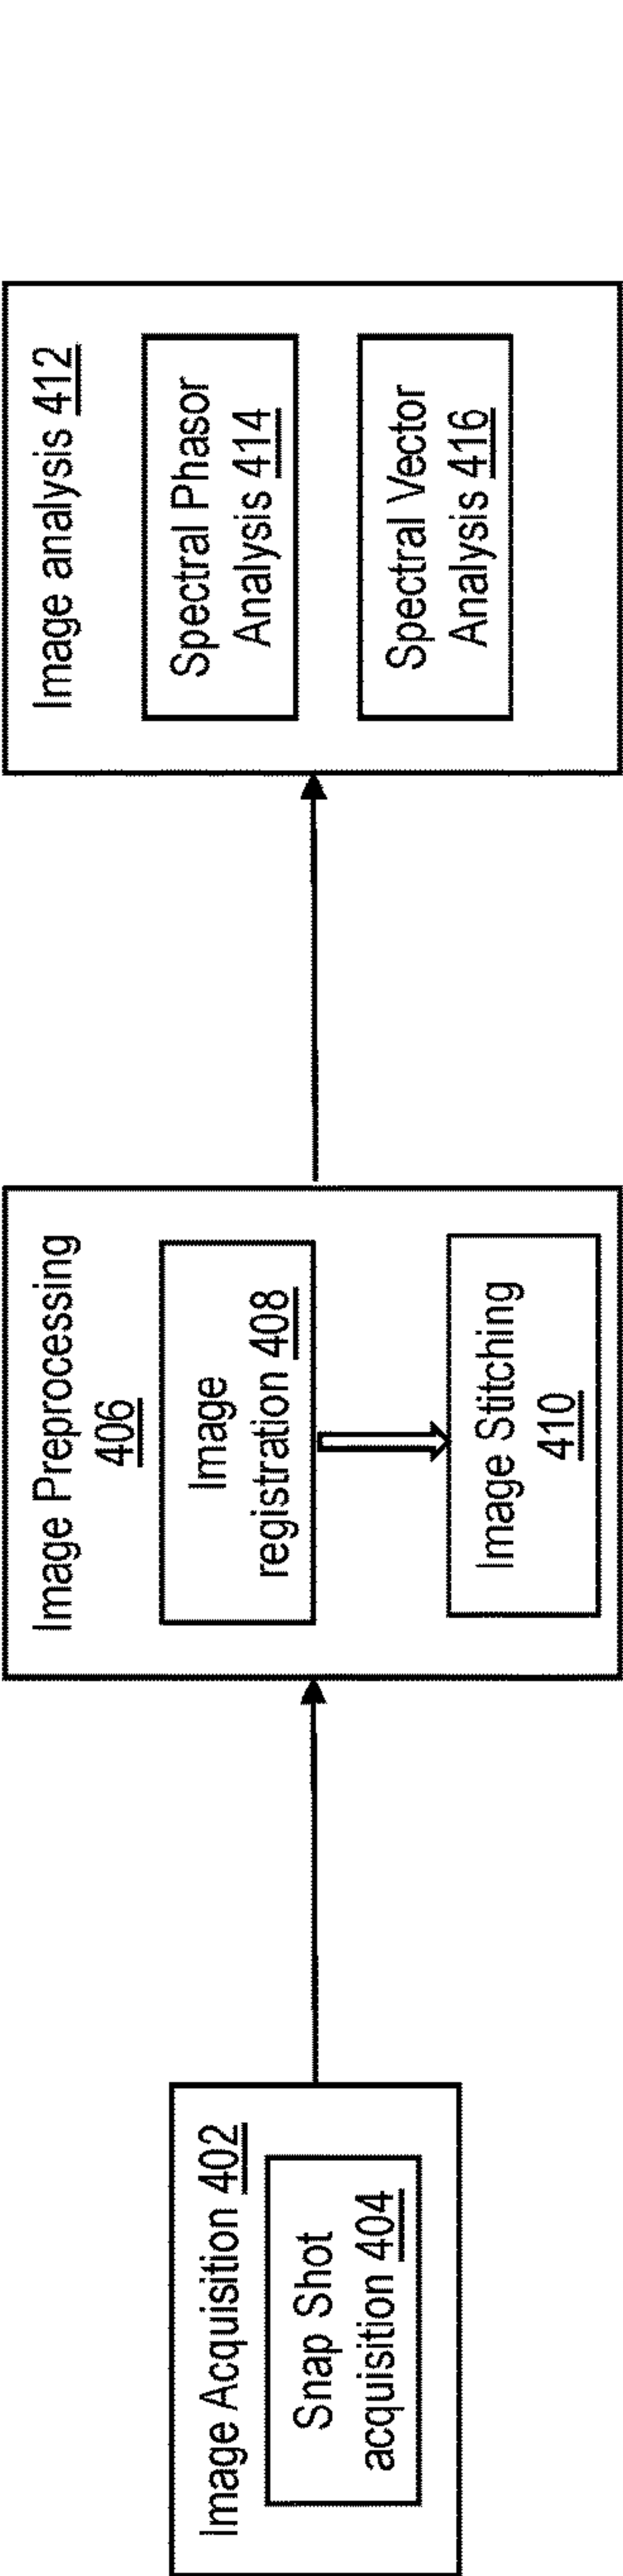 Image Acquisition 402
Snap Shot
acquisition 404
Image Preprocessing
406
Image
registration 408
Image Stitching
410
Image analysis 412
Spectral Phasor
Analysis 414
Spectral Vector
Analysis 416